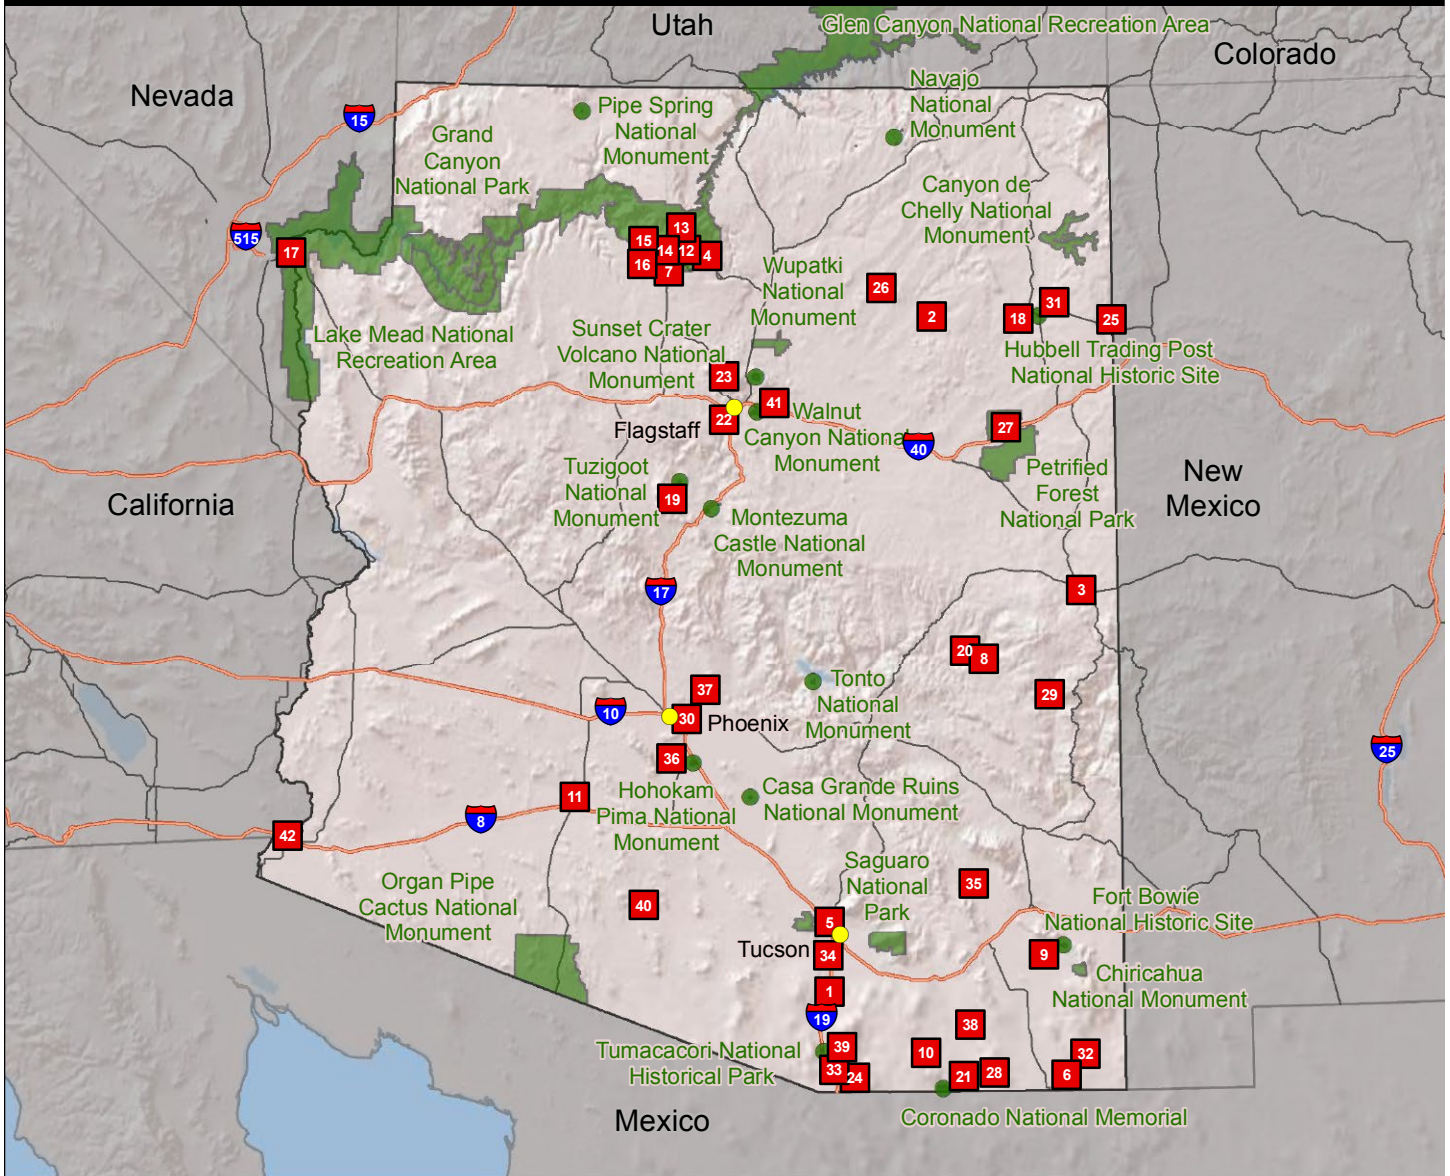 Utah
Glen Canyon National Recreation Area
Colorado
Nevada
15
Pipe Spring
National
Monument
Navajo
National
Monument
Grand
Canyon
National Park
Canyon de
Chelly National
Monument
515
17
13
15
14
12
4
16
7
Wupatki
National
Monument
26
2
18
31
25
Lake Mead National
Recreation Area
Sunset Crater
Volcano National
Monument
Hubbell Trading Post
National Historic Site
23
41
22
Flagstaff
Walnut
Canyon National
Monument
27
40
Tuzigoot
National
Monument
19
Petrified
Forest
National Park
New
Mexico
California
Montezuma
Castle National
Monument
17
3
20
8
29
37
10
30
Phoenix
Tonto
National
Monument
25
36
11
Hohokam
Pima National
Monument
Casa Grande Ruins
National Monument
8
42
Saguaro
National
Park
35
Organ Pipe
Cactus National
Monument
40
Fort Bowie
National Historic Site
5
Tucson
34
9
Chiricahua
National Monument
1
19
38
39
10
32
Tumacacori National
Historical Park
33
24
21
28
6
Mexico
Coronado National Memorial